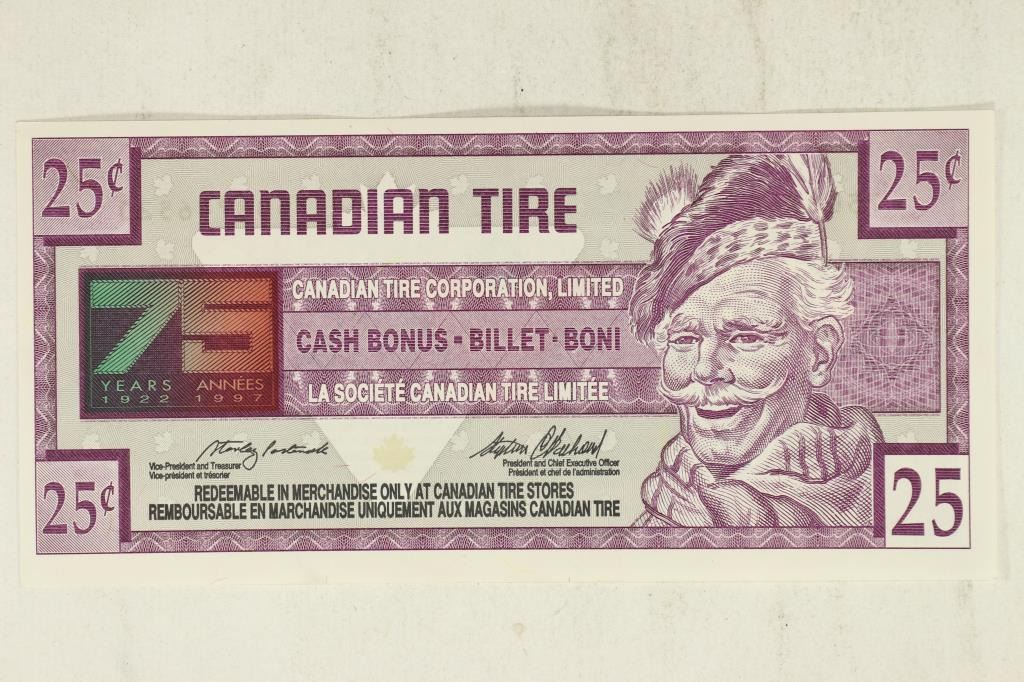 25¢
25¢
CANADIAN TIRE
75
YEARS ANNÉES
1922 1997
CANADIAN TIRE CORPORATION, LIMITED
CASH BONUS - BILLET - BONI
LA SOCIÉTÉ CANADIAN TIRE LIMITÉE
Vice-President and Treasurer
Vice-président et trésorier
President and Chief Executive Officer
Président et chef de l'administration
REDEEMABLE IN MERCHANDISE ONLY AT CANADIAN TIRE STORES
REMBOURSABLE EN MARCHANDISE UNIQUEMENT AUX MAGASINS CANADIAN TIRE
25¢
25